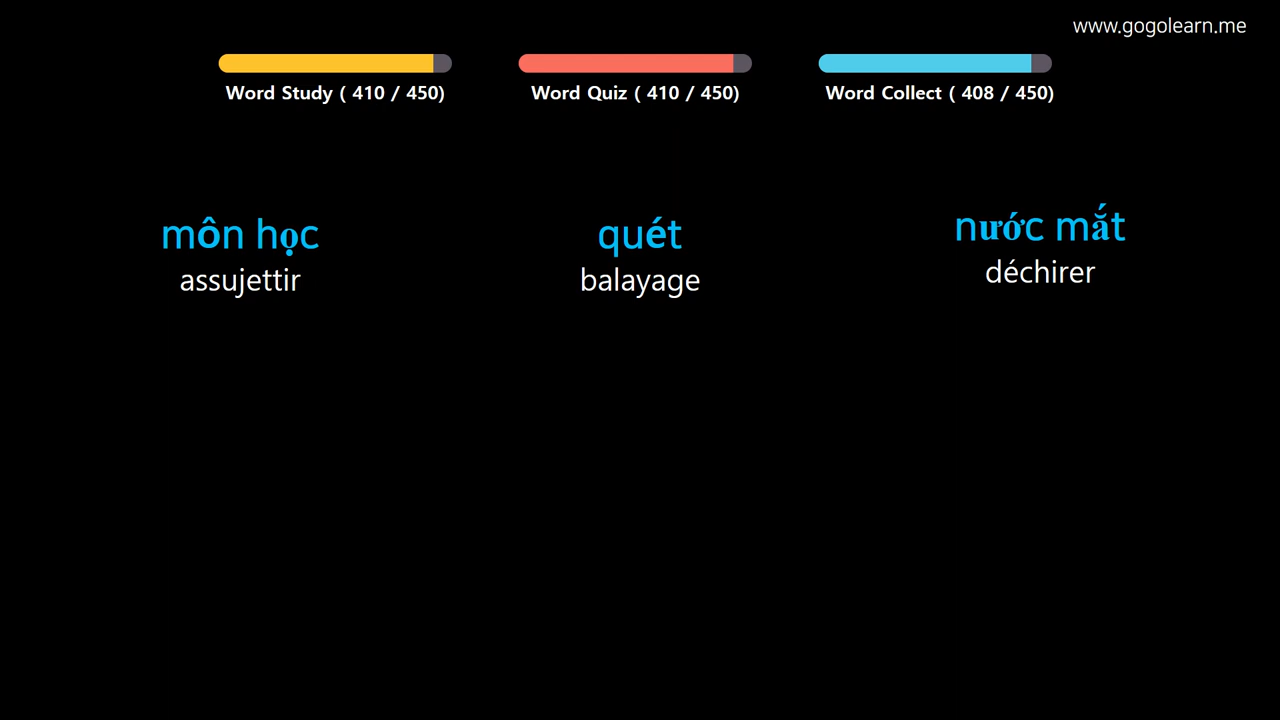 www.gogolearn.me
Word Study ( 410 / 450)
Word Quiz ( 410 / 450)
Word Collect ( 408 / 450)
môn học
assujettir
quét
balayage
nước mắt
déchirer